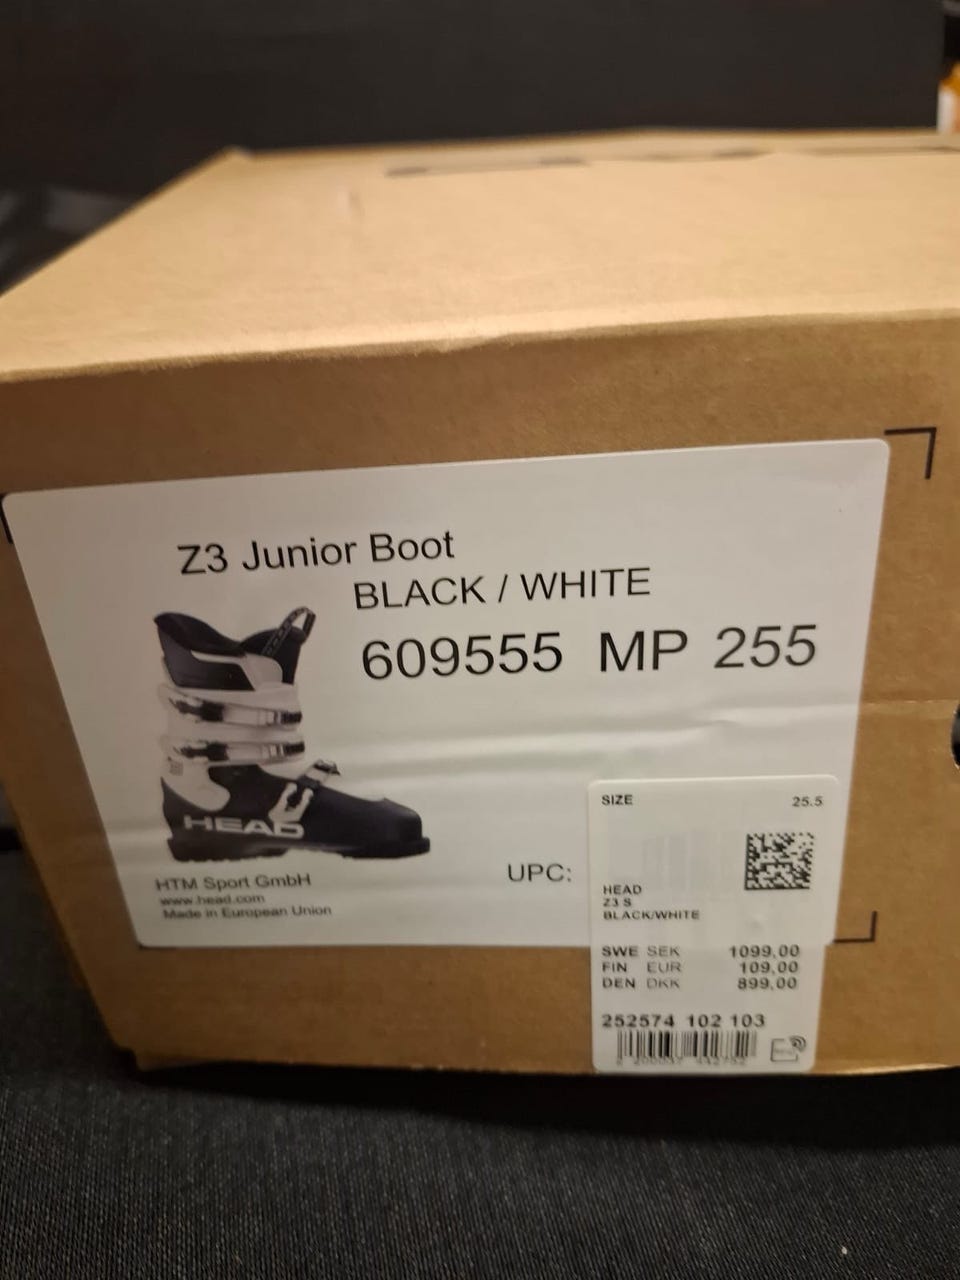 Z3 Junior Boot
BLACK / WHITE
609555 MP 255
HEAD
HTM Sport GmbH
www.head.com
Made in European Union
UPC:
SIZE 25.5
HEAD
Z3 S
BLACK/WHITE
SWE SEK 1099,00
FIN EUR 109,00
DEN DKK 899,00
252574 102 103